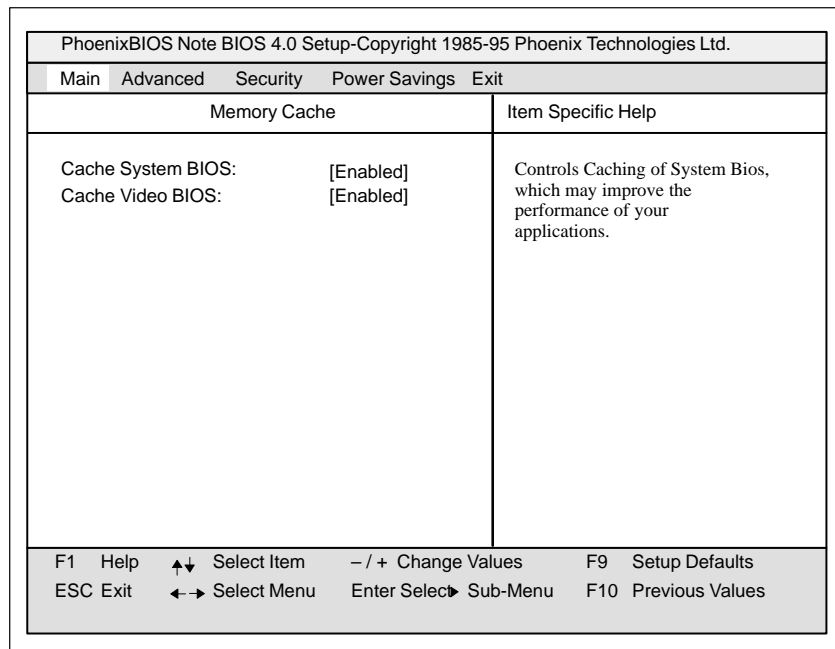 PhoenixBIOS Note BIOS 4.0 Setup-Copyright 1985-95 Phoenix Technologies Ltd.
Main Advanced Security Power Savings Exit
Memory Cache
Item Specific Help
Cache System BIOS: [Enabled]
Cache Video BIOS: [Enabled]
Controls Caching of System Bios,
which may improve the
performance of your
applications.
F1 Help Select Item – / + Change Values F9 Setup Defaults
ESC Exit Select Menu Enter Select Sub-Menu F10 Previous Values